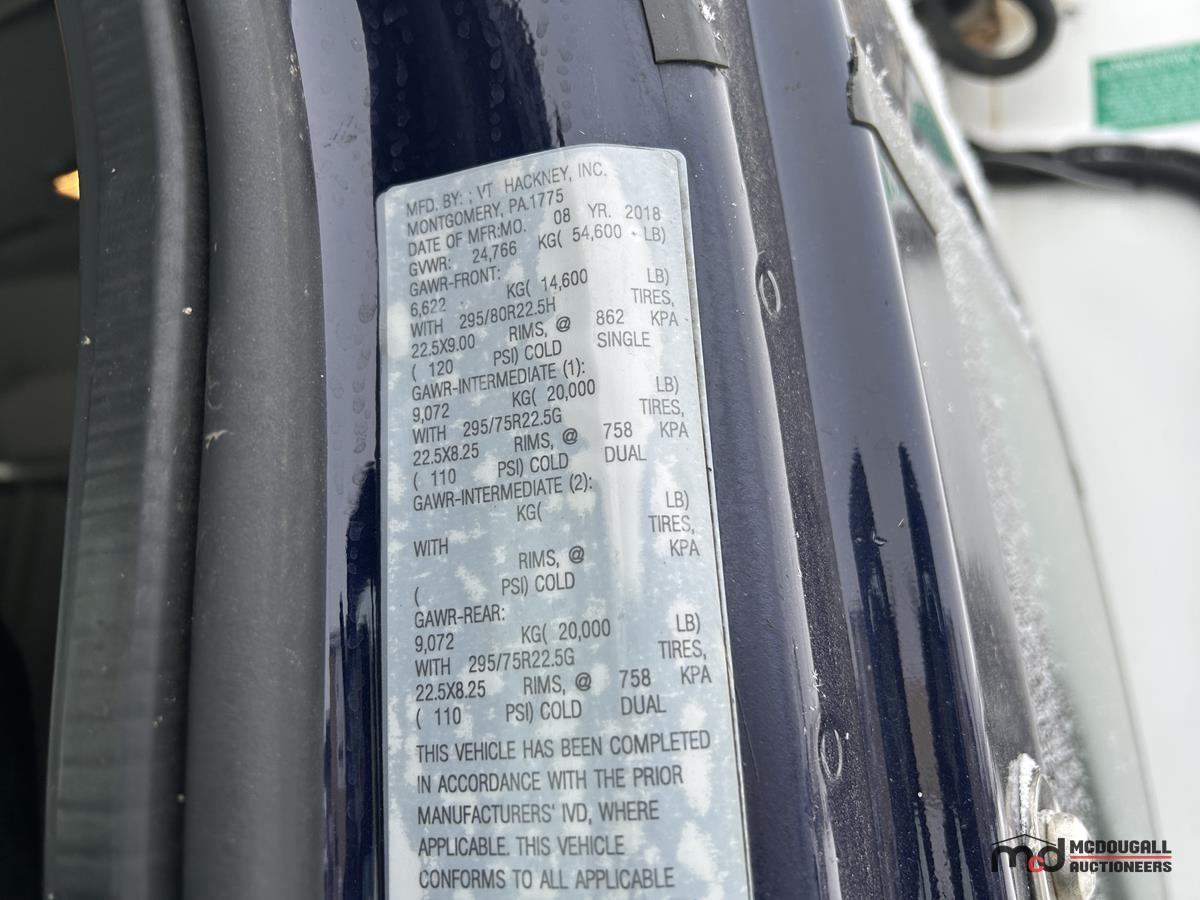 MFD. BY: ; VT HACKNEY, INC.
MONTGOMERY, PA.1775
DATE OF MFR:MO. 08 YR. 2018
GVWR: 24,766 KG( 54,600 - LB)
GAWR-FRONT:
6,622 KG( 14,600 LB)
WITH 295/80R22.5H TIRES,
22.5X9.00 RIMS, @ 862 KPA
( 120 PSI) COLD SINGLE
GAWR-INTERMEDIATE (1):
9,072 KG( 20,000 LB)
WITH 295/75R22.5G TIRES,
22.5X8.25 RIMS, @ 758 KPA
( 110 PSI) COLD DUAL
GAWR-INTERMEDIATE (2):
KG( LB)
WITH TIRES,
RIMS, @ KPA
( PSI) COLD
GAWR-REAR:
9,072 KG( 20,000 LB)
WITH 295/75R22.5G TIRES,
22.5X8.25 RIMS, @ 758 KPA
( 110 PSI) COLD DUAL
THIS VEHICLE HAS BEEN COMPLETED
IN ACCORDANCE WITH THE PRIOR
MANUFACTURERS' IVD, WHERE
APPLICABLE. THIS VEHICLE
CONFORMS TO ALL APPLICABLE
mcd MCDOUGALL
AUCTIONEERS